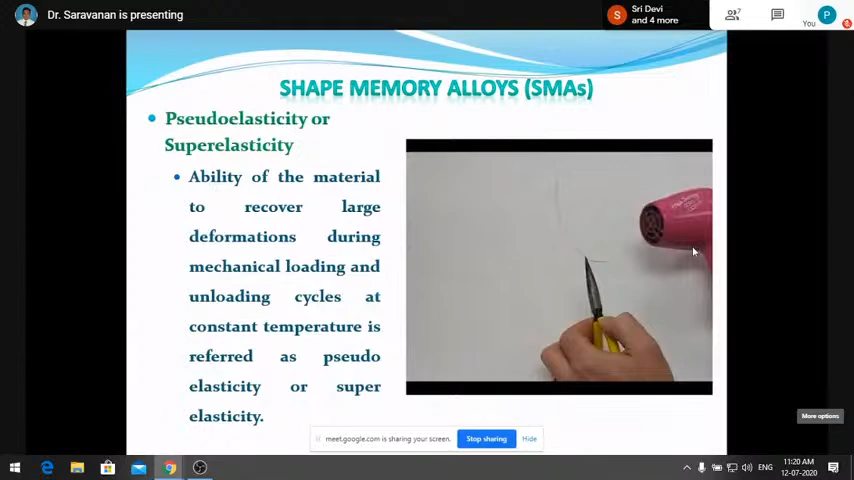 Dr. Saravanan is presenting
S
Sri Devi
and 4 more
7
P
You
SHAPE MEMORY ALLOYS (SMAs)
Pseudoelasticity or
Superelasticity
Ability of the material
to recover large
deformations during
mechanical loading and
unloading cycles at
constant temperature is
referred as pseudo
elasticity or super
elasticity.
More options
meet.google.com is sharing your screen.
Stop sharing
Hide
ENG
11:20 AM
12-07-2020